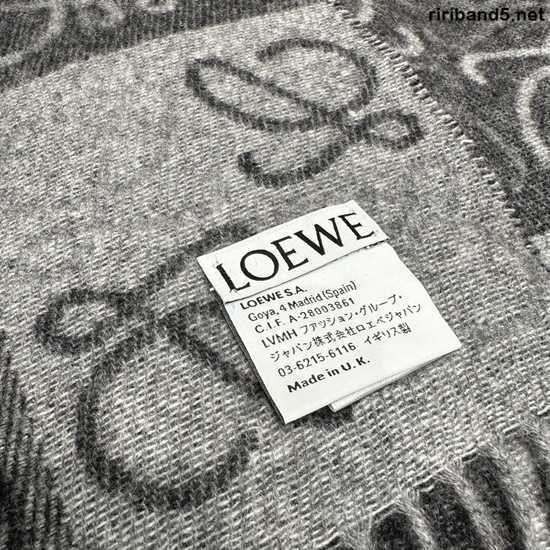 ririband5.net
LOEWE
LOEWE S.A.
Goya, 4 Madrid (Spain)
C.I.F. A-28003861
LVMH ファッション・グループ・
ジャパン株式会社ロエベジャパン
03-6215-6116 イギリス製
Made in U.K.